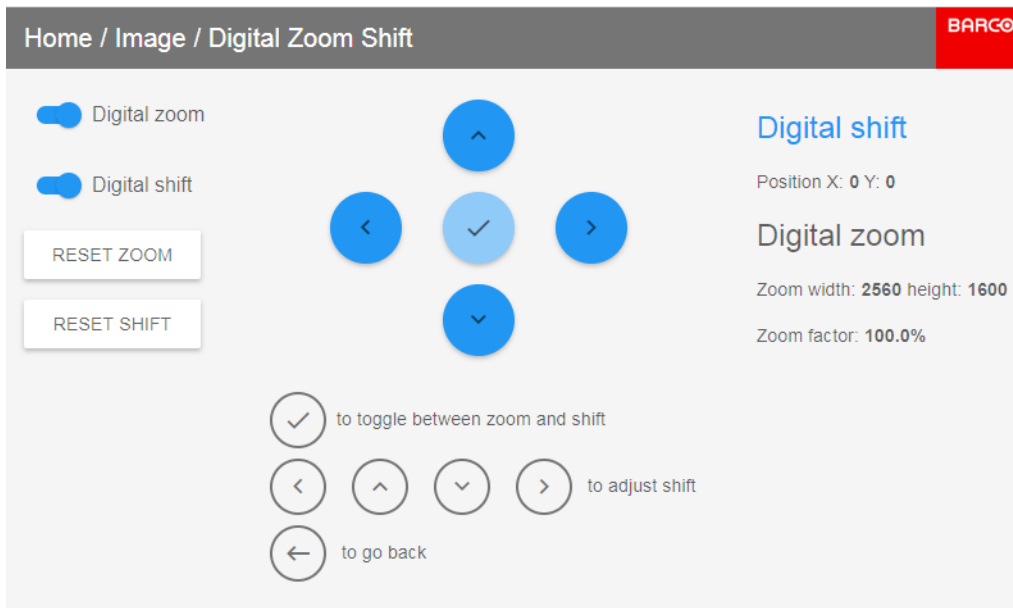 Home / Image / Digital Zoom Shift
BARCO
Digital zoom
Digital shift
RESET ZOOM
RESET SHIFT
Digital shift
Position X: 0 Y: 0
Digital zoom
Zoom width: 2560 height: 1600
Zoom factor: 100.0%
to toggle between zoom and shift
to adjust shift
to go back